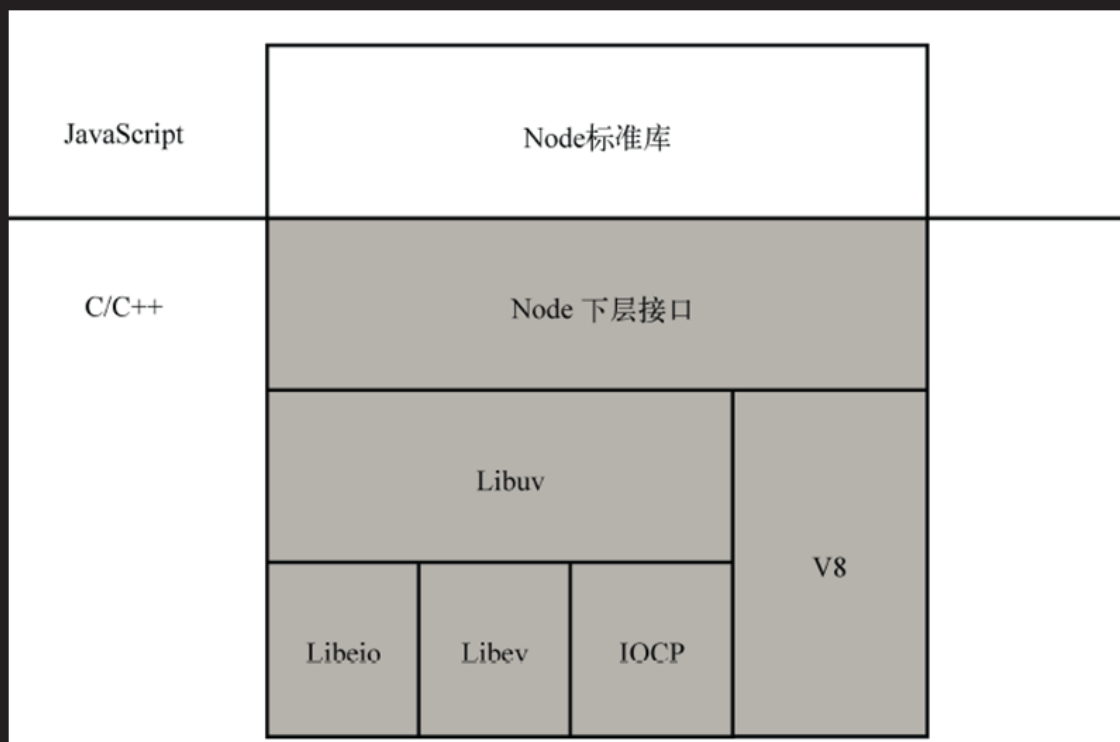 JavaScript
Node标准库
C/C++
Node 下层接口
Libuv
V8
Libeio
Libev
IOCP